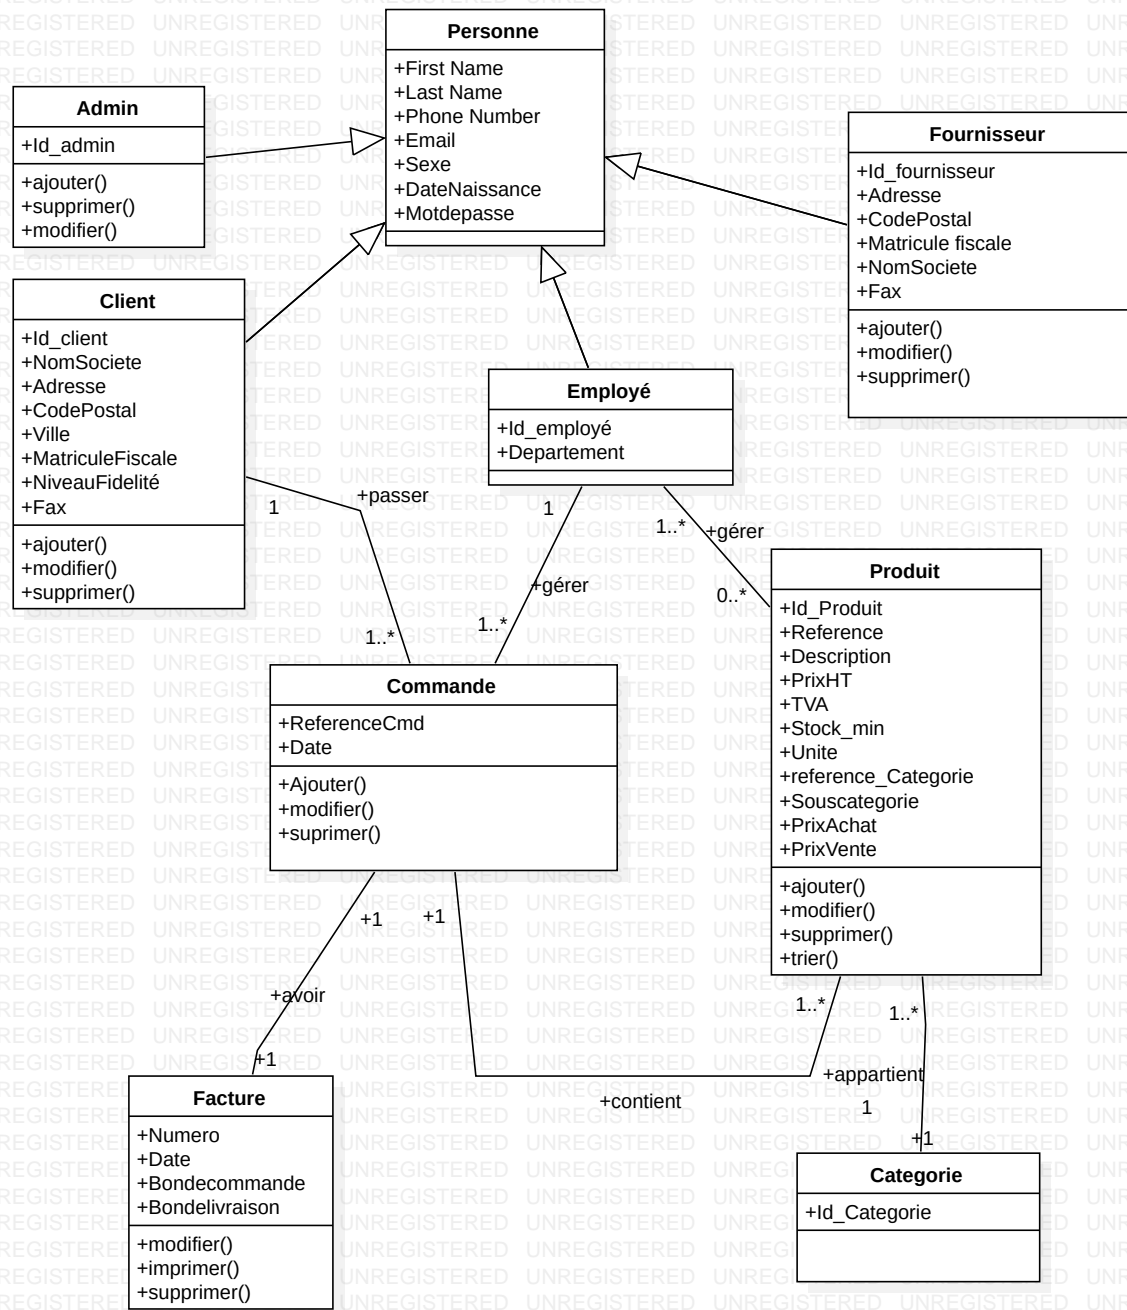 Personne
+First Name
+Last Name
+Phone Number
+Email
+Sexe
+DateNaissance
+Motdepasse
Admin
+Id_admin
+ajouter()
+supprimer()
+modifier()
Fournisseur
+Id_fournisseur
+Adresse
+CodePostal
+Matricule fiscale
+NomSociete
+Fax
+ajouter()
+modifier()
+supprimer()
Client
+Id_client
+NomSociete
+Adresse
+CodePostal
+Ville
+MatriculeFiscale
+NiveauFidelité
+Fax
+ajouter()
+modifier()
+supprimer()
Employé
+Id_employé
+Departement
1
+passer
1..*
1
+gérer
1..*
1..*
+gérer
0..*
Produit
+Id_Produit
+Reference
+Description
+PrixHT
+TVA
+Stock_min
+Unite
+reference_Categorie
+Souscategorie
+PrixAchat
+PrixVente
+ajouter()
+modifier()
+supprimer()
+trier()
Commande
+ReferenceCmd
+Date
+Ajouter()
+modifier()
+suprimer()
+1
+avoir
+1
+1
+contient
1..*
1..*
+appartient
1
+1
Facture
+Numero
+Date
+Bondecommande
+Bondelivraison
+modifier()
+imprimer()
+supprimer()
Categorie
+Id_Categorie
UNREGISTERED